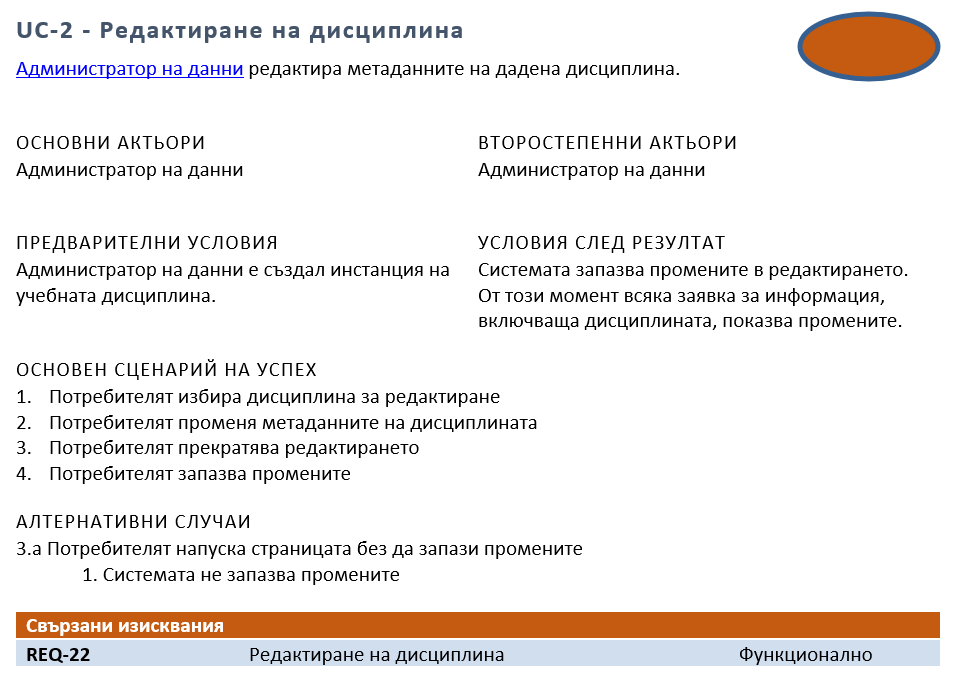 UC-2 - Редактиране на дисциплина
Администратор на данни редактира метаданните на дадена дисциплина.
ОСНОВНИ АКТЬОРИ
Администратор на данни
ВТОРОСТЕПЕННИ АКТЬОРИ
Администратор на данни
ПРЕДВАРИТЕЛНИ УСЛОВИЯ
Администратор на данни е създал инстанция на
учебната дисциплина.
УСЛОВИЯ СЛЕД РЕЗУЛТАТ
Системата запазва промените в редактирането.
От този момент всяка заявка за информация,
включваща дисциплината, показва промените.
ОСНОВЕН СЦЕНАРИЙ НА УСПЕХ
1. Потребителят избира дисциплина за редактиране
2. Потребителят променя метаданните на дисциплината
3. Потребителят прекратява редактирането
4. Потребителят запазва промените
АЛТЕРНАТИВНИ СЛУЧАИ
3.а Потребителят напуска страницата без да запази промените
1. Системата не запазва промените
Свързани изисквания
REQ-22 Редактиране на дисциплина Функционално